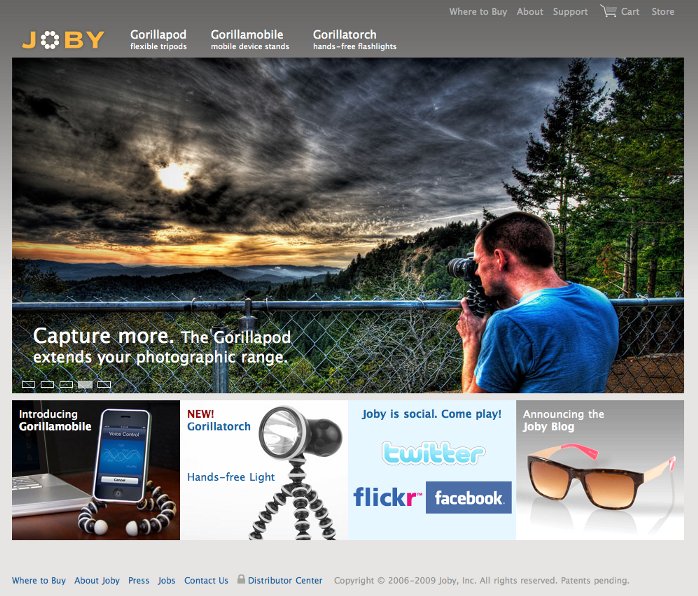 Where to Buy About Support Cart Store
JOBY
Gorillapod
flexible tripods
Gorillamobile
mobile device stands
Gorillatorch
hands-free flashlights
Capture more. The Gorillapod
extends your photographic range.
Introducing
Gorillamobile
Voice Control
Cancel
NEW!
Gorillatorch
Hands-free Light
Joby is social. Come play!
twitter
flickr™
facebook
Announcing the
Joby Blog
Where to Buy About Joby Press Jobs Contact Us Distributor Center Copyright © 2006-2009 Joby, Inc. All rights reserved. Patents pending.